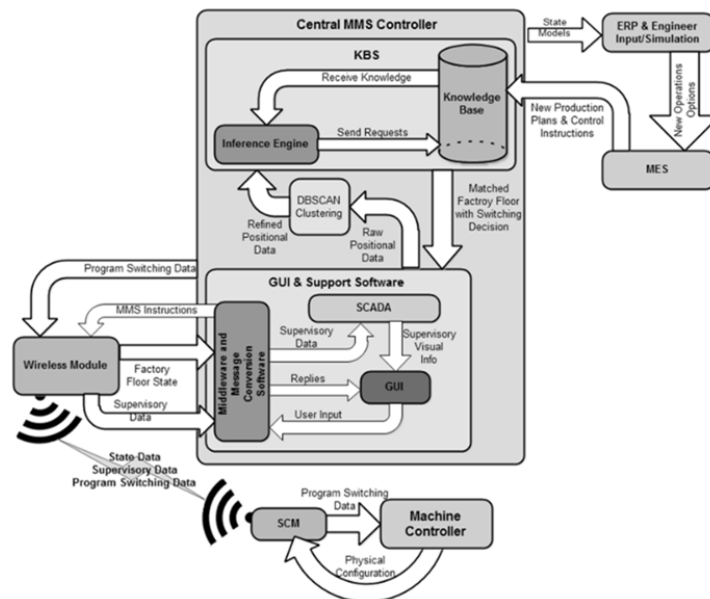 Central MMS Controller
State
Models
ERP & Engineer
Input/Simulation
KBS
Receive Knowledge
Knowledge
Base
New Production
Plans & Control
Instructions
New Operations
Options
Inference Engine
Send Requests
MES
DBSCAN
Clustering
Matched
Factroy Floor
with Switching
Decision
Refined
Positional
Data
Raw
Positional
Data
Program Switching Data
GUI & Support Software
MMS Instructions
SCADA
Middleware and
Message
Conversion
Software
Supervisory
Data
Supervisory
Visual
Info
Wireless Module
Factory
Floor State
Replies
GUI
Supervisory
Data
User Input
State Data
Supervisory Data
Program Switching Data
Program Switching
Data
SCM
Machine
Controller
Physical
Configuration